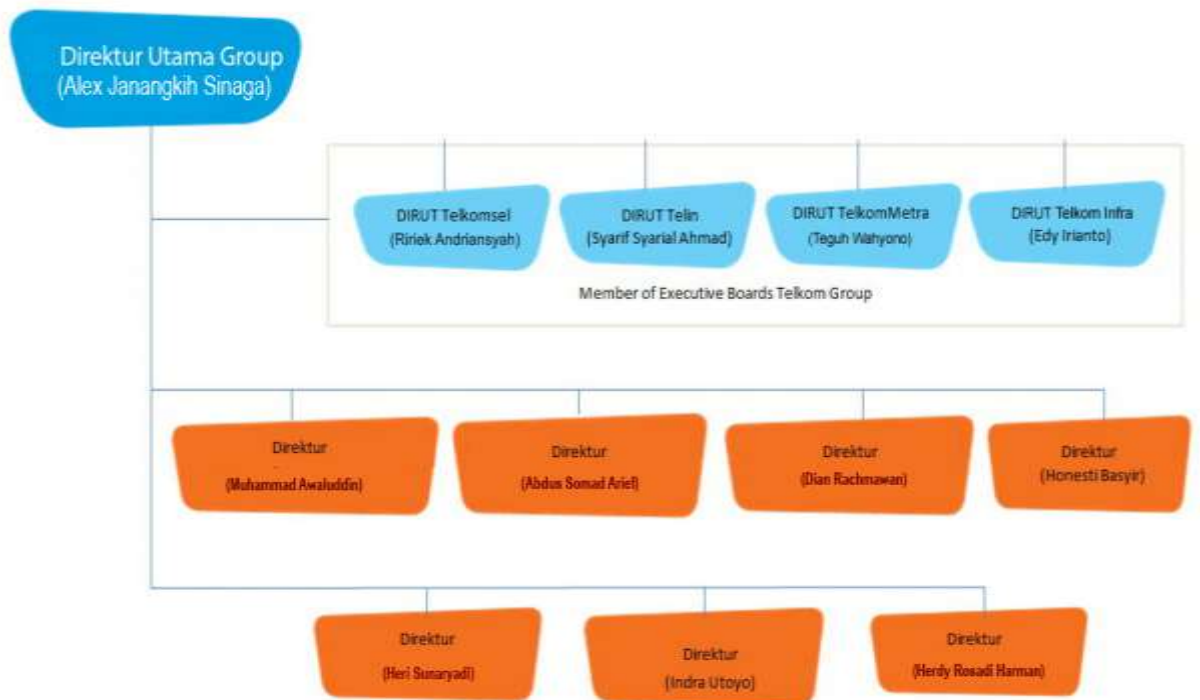 Direktur Utama Group
(Alex Janangkih Sinaga)
DIRUT Telkomsel
(Ririek Andriansyah)
DIRUT Telin
(Syarif Syarial Ahmad)
DIRUT TelkomMetra
(Teguh Wahyono)
DIRUT Telkom Infra
(Edy Irianto)
Member of Executive Boards Telkom Group
Direktur
(Muhammad Awaluddin)
Direktur
(Abdus Somad Arief)
Direktur
(Dian Rachmawan)
Direktur
(Honesti Basyir)
Direktur
(Heri Sunaryadi)
Direktur
(Indra Utoyo)
Direktur
(Herdy Rosadi Harman)